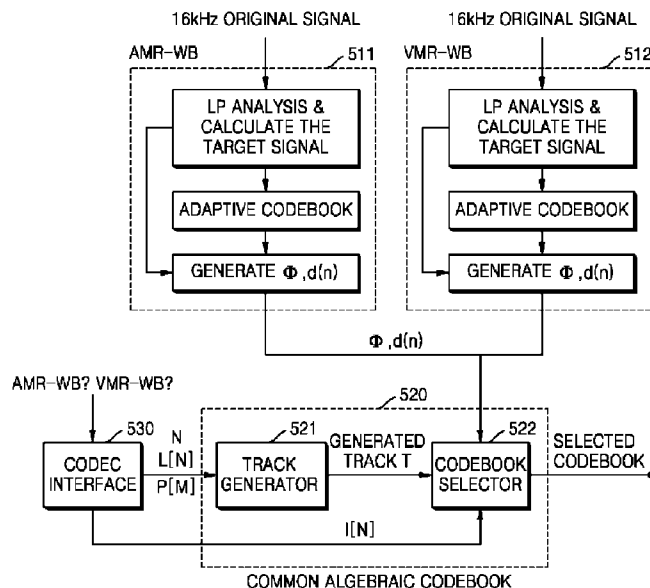 16kHz ORIGINAL SIGNAL
16kHz ORIGINAL SIGNAL
AMR-WB
511
VMR-WB
512
LP ANALYSIS &
CALCULATE THE
TARGET SIGNAL
LP ANALYSIS &
CALCULATE THE
TARGET SIGNAL
ADAPTIVE CODEBOOK
ADAPTIVE CODEBOOK
GENERATE Φ,d(n)
GENERATE Φ,d(n)
Φ,d(n)
AMR-WB? VMR-WB?
530
520
N
L[N]
P[M]
521
GENERATED
TRACK T
522
SELECTED
CODEBOOK
CODEC
INTERFACE
TRACK
GENERATOR
CODEBOOK
SELECTOR
I[N]
COMMON ALGEBRAIC CODEBOOK